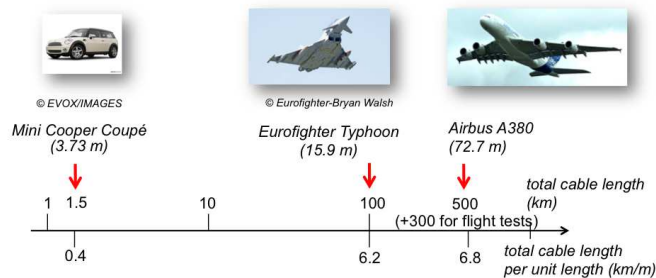 © EVOX/IMAGES
© Eurofighter-Bryan Walsh
Mini Cooper Coupé
(3.73 m)
Eurofighter Typhoon
(15.9 m)
Airbus A380
(72.7 m)
1 1.5 10 100 500
total cable length
(km)
(+300 for flight tests)
0.4 6.2 6.8
total cable length
per unit length (km/m)